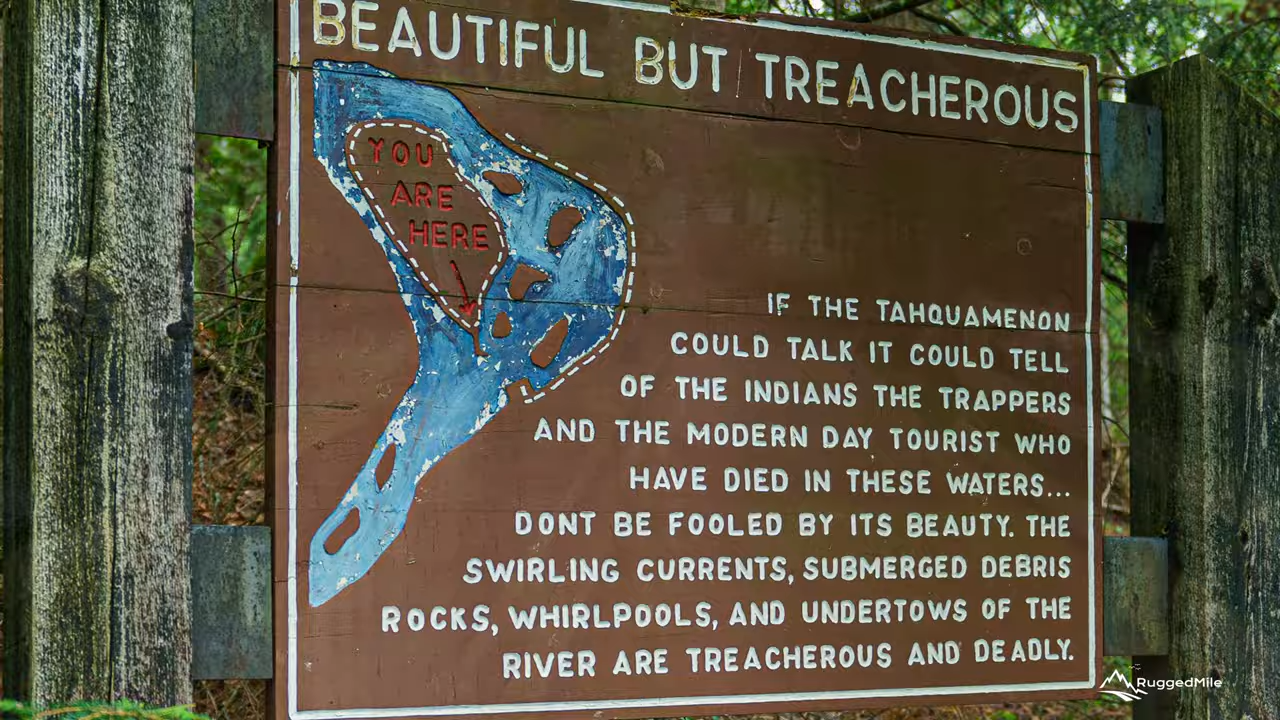 BEAUTIFUL BUT TREACHEROUS
YOU
ARE
HERE
IF THE TAHQUAMENON
COULD TALK IT COULD TELL
OF THE INDIANS THE TRAPPERS
AND THE MODERN DAY TOURIST WHO
HAVE DIED IN THESE WATERS...
DONT BE FOOLED BY ITS BEAUTY. THE
SWIRLING CURRENTS, SUBMERGED DEBRIS
ROCKS, WHIRLPOOLS, AND UNDERTOWS OF THE
RIVER ARE TREACHEROUS AND DEADLY.
RuggedMile